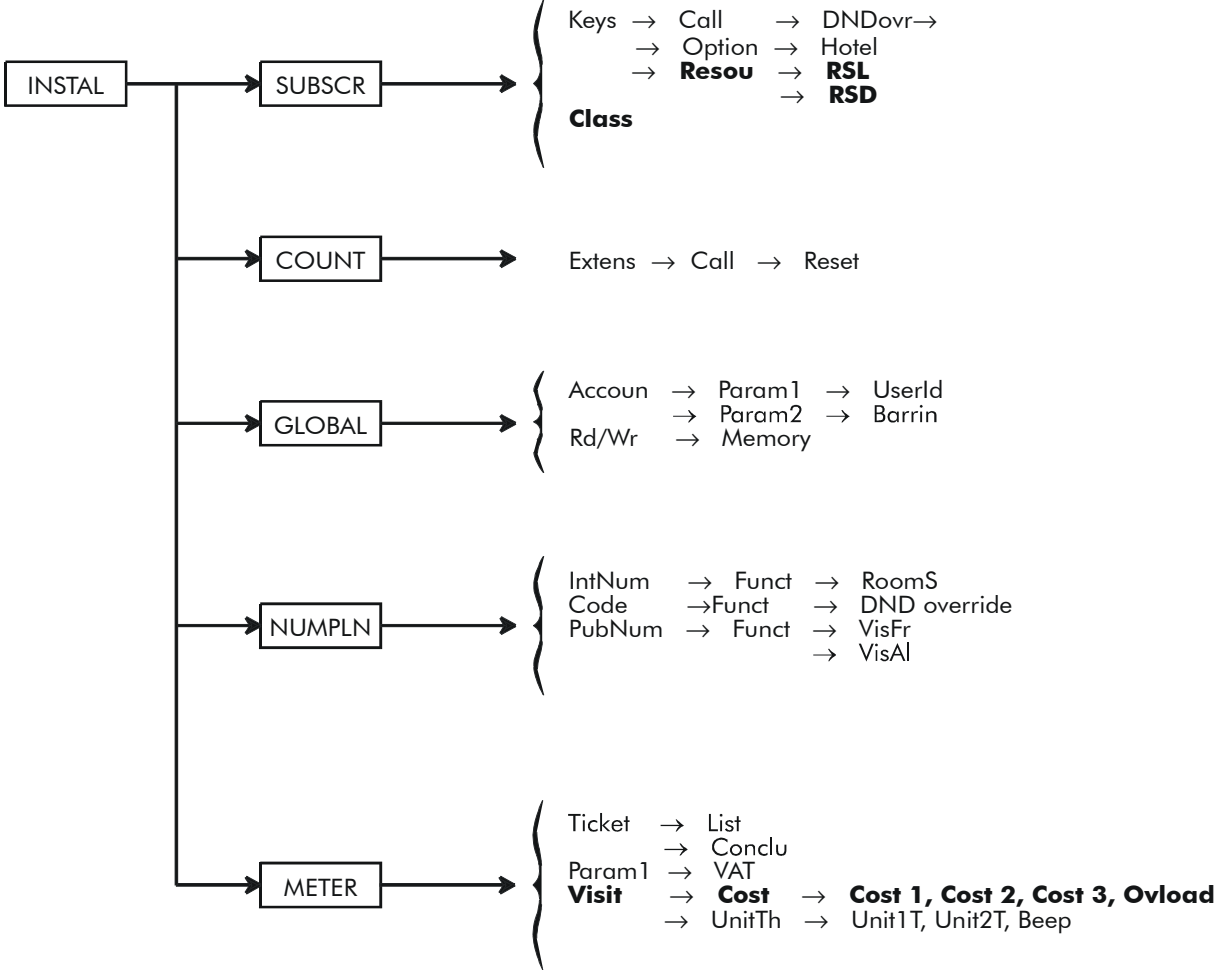 INSTAL
SUBSCR
Keys → Call → DNDovr→
→ Option → Hotel
→ Resou → RSL
→ RSD
Class
COUNT
Extens → Call → Reset
GLOBAL
Accoun → Param1 → UserId
→ Param2 → Barrin
Rd/Wr → Memory
NUMPLN
IntNum → Funct → RoomS
Code →Funct → DND override
PubNum → Funct → VisFr
→ VisAl
METER
Ticket → List
→ Conclu
Param1 → VAT
Visit → Cost → Cost 1, Cost 2, Cost 3, Ovload
→ UnitTh → Unit1T, Unit2T, Beep